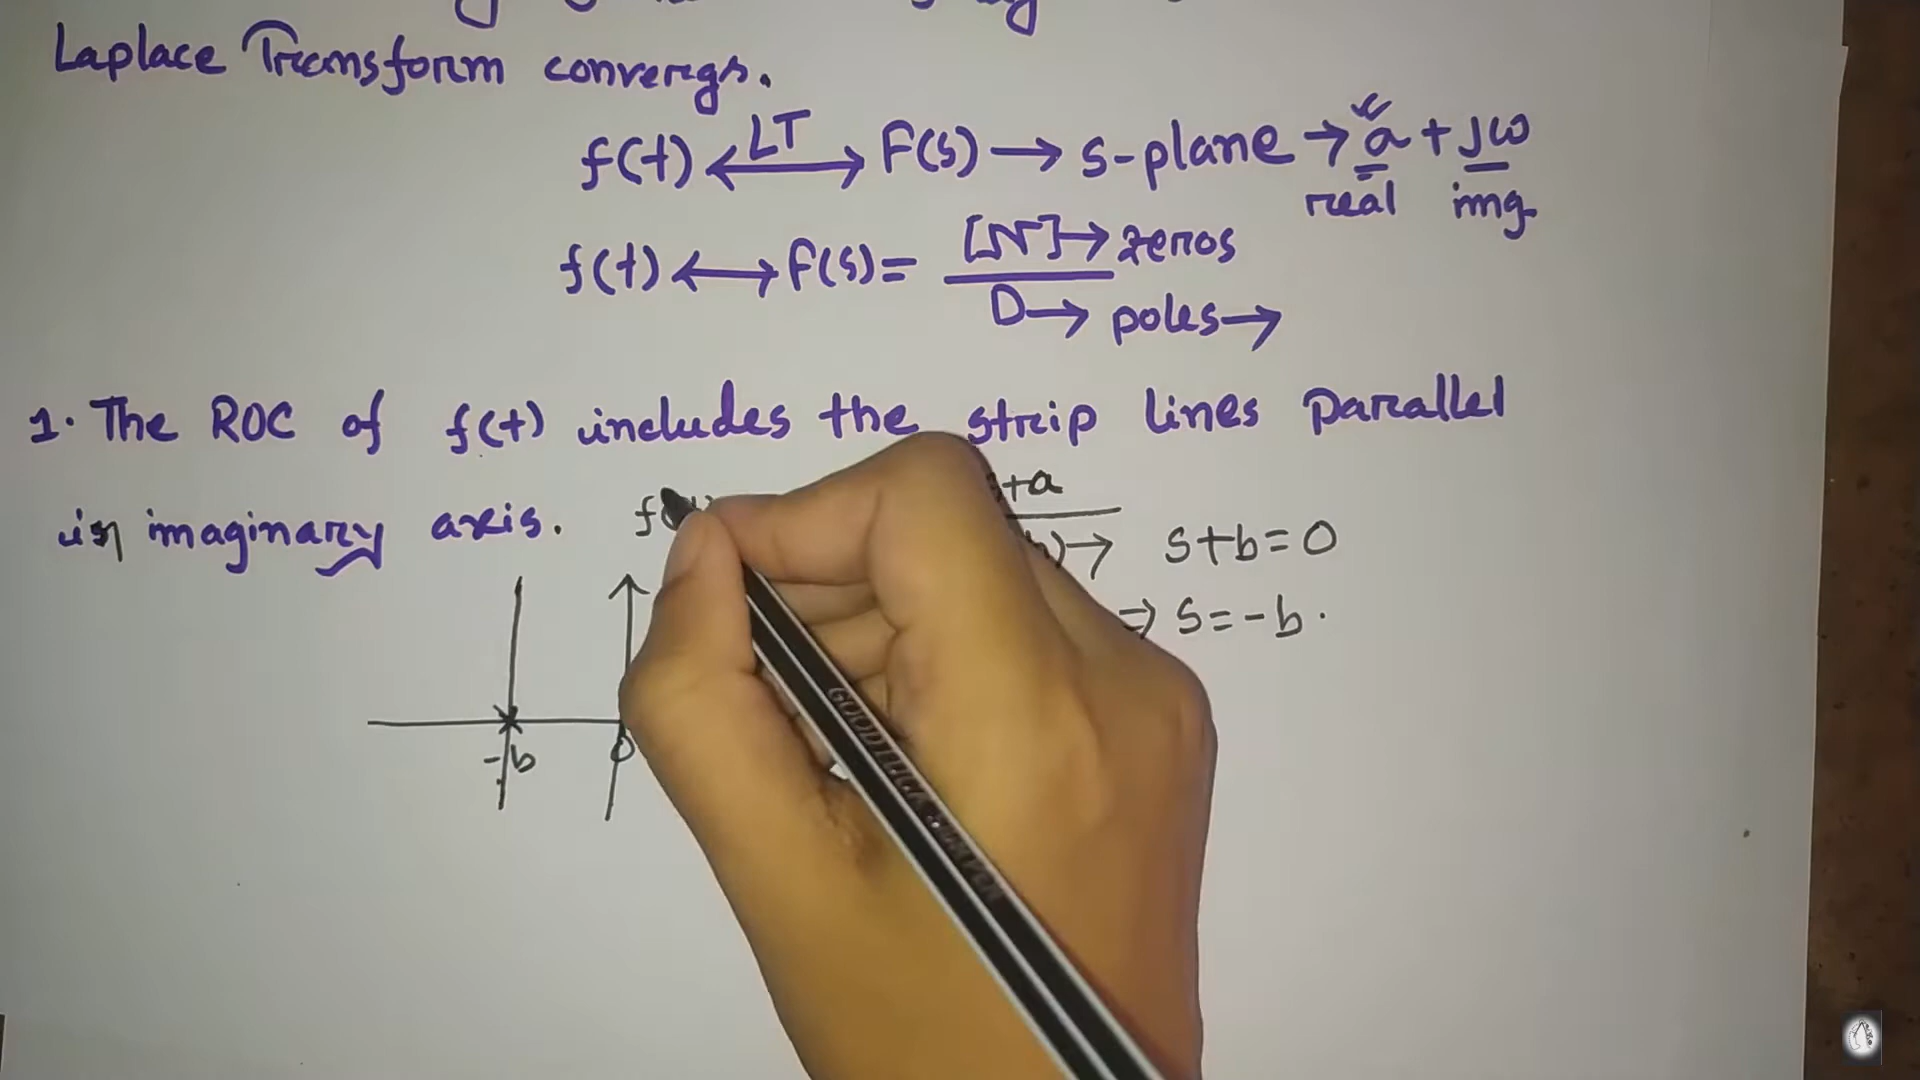 Laplace Transform convergs.
f(t) ⟷ LT F(s) → s-plane → a + jω
real img
f(t) ⟷ F(s) = [N] → zeros
D → poles →
1. The ROC of f(t) includes the strip lines parallel
in imaginary axis.
+a
→ s+b=0
⇒ s=-b.
-b 0